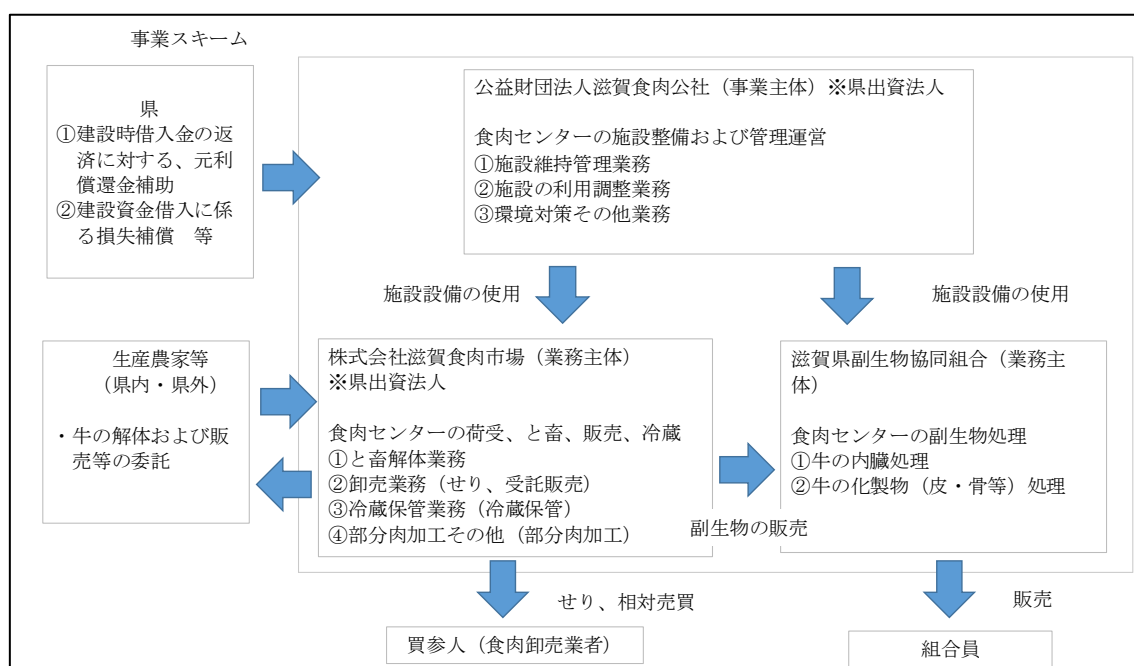 事業スキーム
県
①建設時借入金の返
済に対する、元利
償還金補助
②建設資金借入に係
る損失補償　等
公益財団法人滋賀食肉公社（事業主体）※県出資法人
食肉センターの施設整備および管理運営
①施設維持管理業務
②施設の利用調整業務
③環境対策その他業務
施設設備の使用
施設設備の使用
生産農家等
（県内・県外）
・牛の解体および販
売等の委託
株式会社滋賀食肉市場（業務主体）
※県出資法人
食肉センターの荷受、と畜、販売、冷蔵
①と畜解体業務
②卸売業務（せり、受託販売）
③冷蔵保管業務（冷蔵保管）
④部分肉加工その他（部分肉加工）
副生物の販売
滋賀県副生物協同組合（業務主
体）
食肉センターの副生物処理
①牛の内臓処理
②牛の化製物（皮・骨等）処理
せり、相対売買
販売
買参人（食肉卸売業者）
組合員